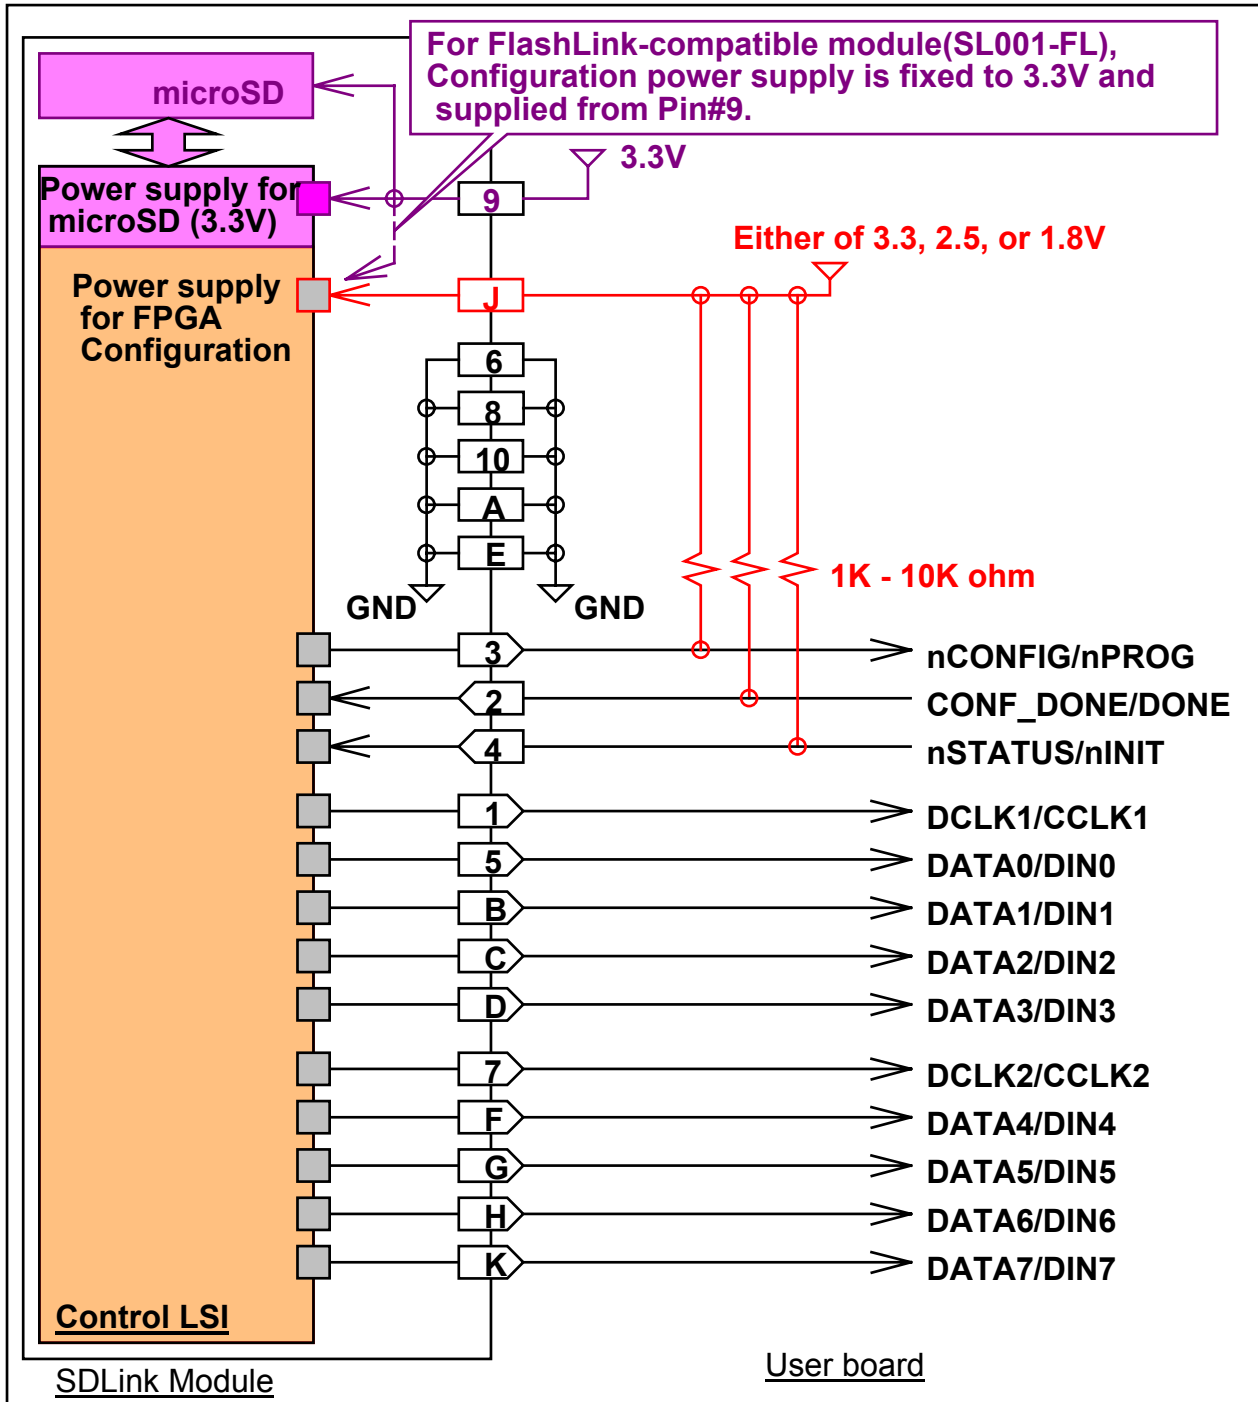 For FlashLink-compatible module(SL001-FL),
Configuration power supply is fixed to 3.3V and
supplied from Pin#9.
microSD
3.3V
Power supply for
microSD (3.3V)
9
Either of 3.3, 2.5, or 1.8V
Power supply
for FPGA
Configuration
J
6
8
10
A
E
GND
GND
1K - 10K ohm
3
nCONFIG/nPROG
2
CONF_DONE/DONE
4
nSTATUS/nINIT
1
DCLK1/CCLK1
5
DATA0/DIN0
B
DATA1/DIN1
C
DATA2/DIN2
D
DATA3/DIN3
7
DCLK2/CCLK2
F
DATA4/DIN4
G
DATA5/DIN5
H
DATA6/DIN6
K
DATA7/DIN7
Control LSI
SDLink Module
User board